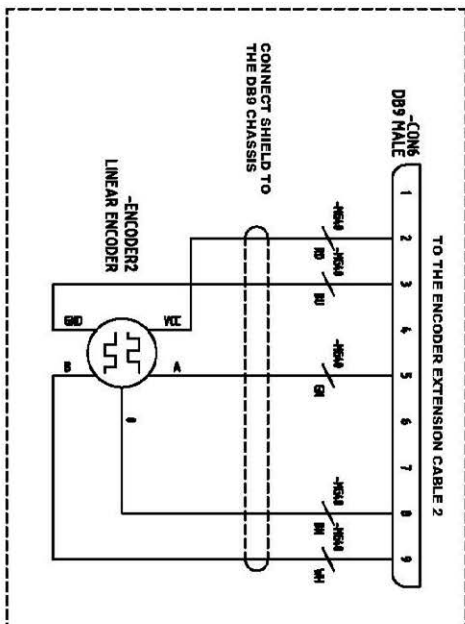 TO THE ENCODER EXTENSION CABLE 2
-CON6
DB9 MALE
1
2
3
4
5
6
7
8
9
RD
BU
GN
BN
WH
CONNECT SHIELD TO
THE DB9 CHASSIS
-ENCODER2
LINEAR ENCODER
GND
VCC
B
A
0